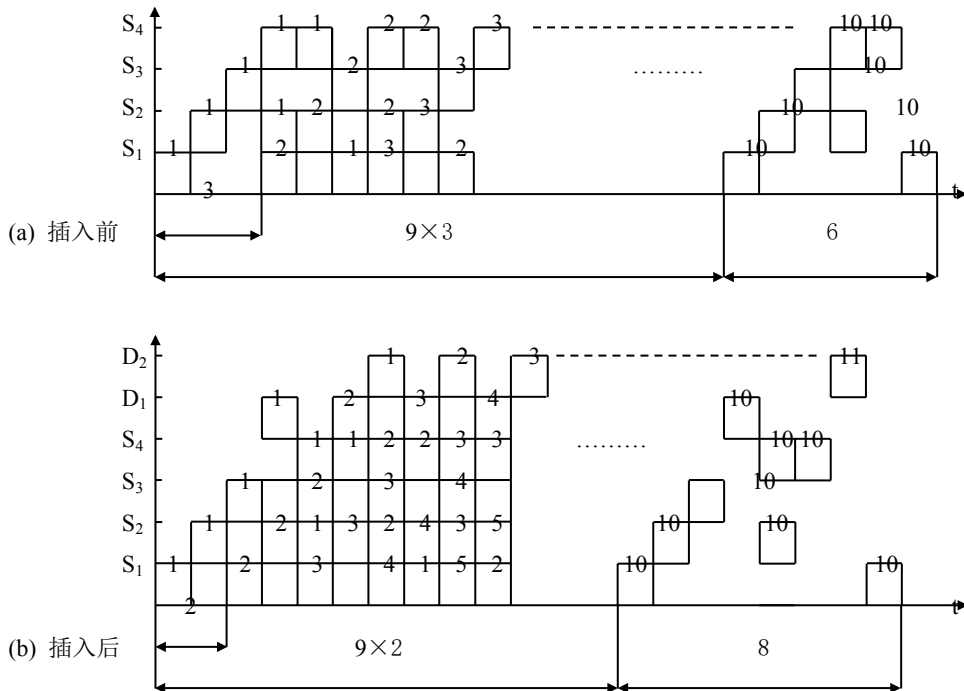 S4 1 1 2 2 3 10 10
S3 1 2 3 ......... 10
S2 1 1 2 2 3 10 10
S1 1 2 1 3 2 10 10
3 t
(a) 插入前 9×3 6
D2 1 2 3 11
D1 1 2 3 4 10
S4 1 1 2 2 3 3 ......... 10 10
S3 1 2 3 4 10
S2 1 2 1 3 2 4 3 5 10 10
S1 1 2 3 4 1 5 2 10 10
2 t
(b) 插入后 9×2 8